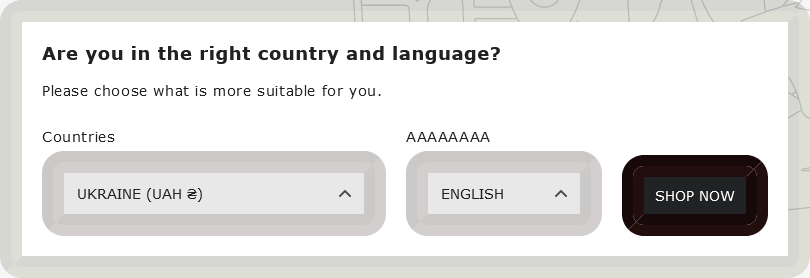 Are you in the right country and language?
Please choose what is more suitable for you.
Countries
AAAAAAAA
UKRAINE (UAH ₴)
ENGLISH
SHOP NOW